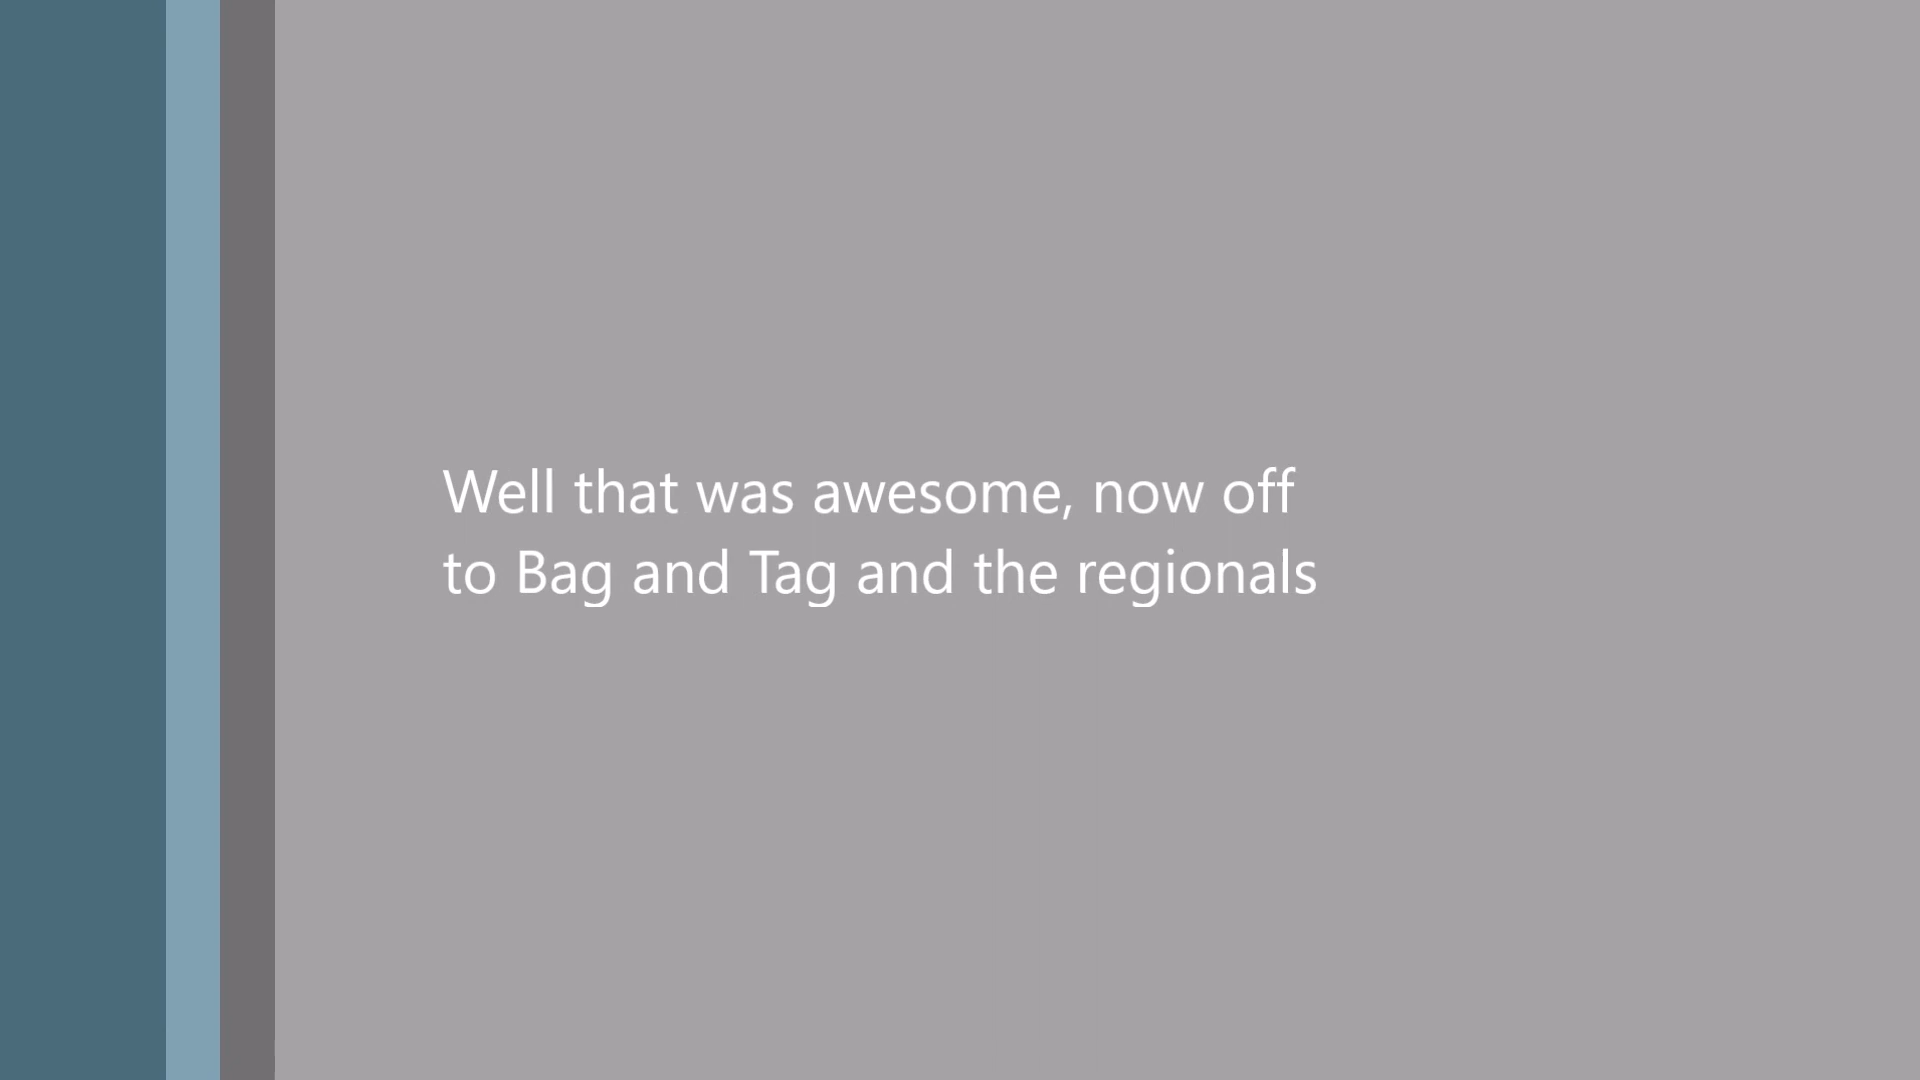 Well that was awesome, now off
to Bag and Tag and the regionals